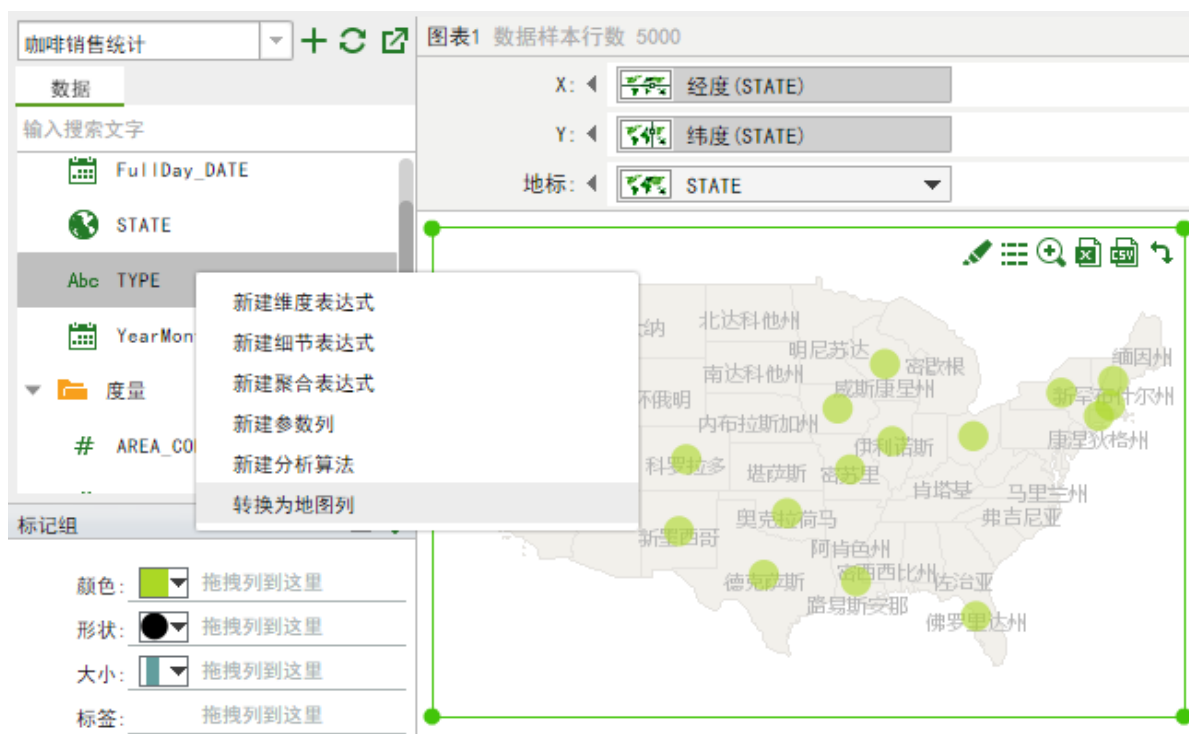 咖啡销售统计
数据
输入搜索文字
FullDay_DATE
STATE
Abc TYPE
YearMon
度量
# AREA_CO
新建维度表达式
新建细节表达式
新建聚合表达式
新建参数列
新建分析算法
转换为地图列
标记组
颜色: 拖拽列到这里
形状: 拖拽列到这里
大小: 拖拽列到这里
标签: 拖拽列到这里
图表1 数据样本行数 5000
X: 经度(STATE)
Y: 纬度(STATE)
地标: STATE
X CSV
纳 北达科他州
明尼苏达 密歇根 缅因州
南达科他州 威斯康星州
怀俄明 新罕布什尔州
内布拉斯加州 伊利诺斯 康涅狄格州
科罗拉多 堪萨斯 密苏里
肯塔基 马里兰州
新墨西哥 奥克拉荷马 弗吉尼亚
阿肯色州
德克萨斯 密西西比州 佐治亚
路易斯安那 佛罗里达州